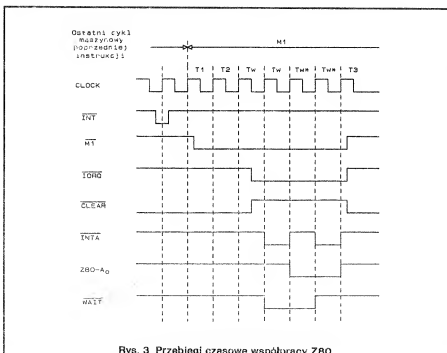 Ostatni cykl
maszynowy
poprzedniej
instrukcji
M1
T1 T2 Tw Tw Tw* Tw* T3
CLOCK
INT
M1
IORQ
CLEAR
INTA
Z80-A0
WAIT
Rys. 3 Przebiegi czasowe współpracy Z80